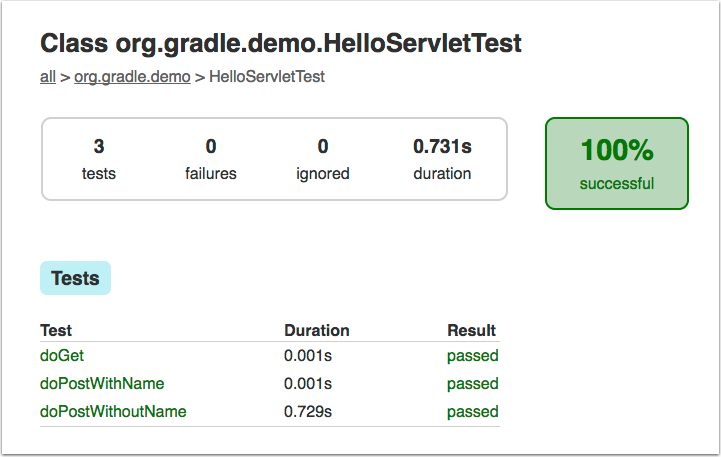 Class org.gradle.demo.HelloServletTest
all > org.gradle.demo > HelloServletTest
3 0 0 0.731s 100%
tests failures ignored duration successful
Tests
Test Duration Result
doGet 0.001s passed
doPostWithName 0.001s passed
doPostWithoutName 0.729s passed